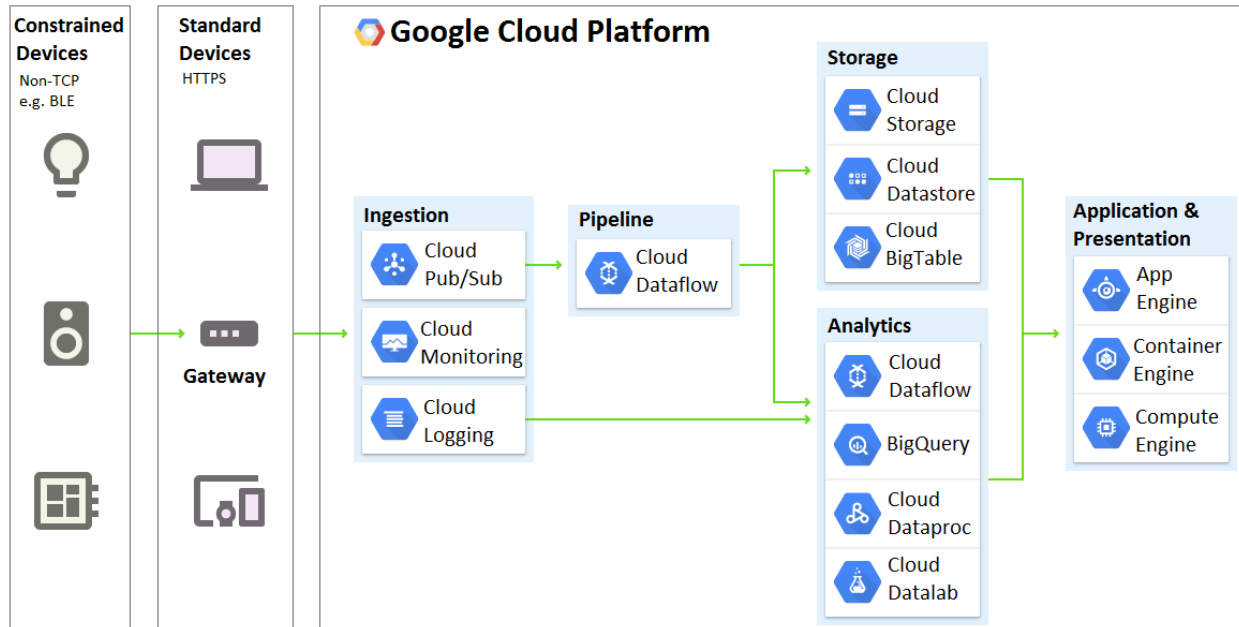 Constrained
Devices
Non-TCP
e.g. BLE
Standard
Devices
HTTPS
Gateway
Google Cloud Platform
Ingestion
Cloud
Pub/Sub
Cloud
Monitoring
Cloud
Logging
Pipeline
Cloud
Dataflow
Storage
Cloud
Storage
Cloud
Datastore
Cloud
BigTable
Analytics
Cloud
Dataflow
BigQuery
Cloud
Dataproc
Cloud
Datalab
Application &
Presentation
App
Engine
Container
Engine
Compute
Engine